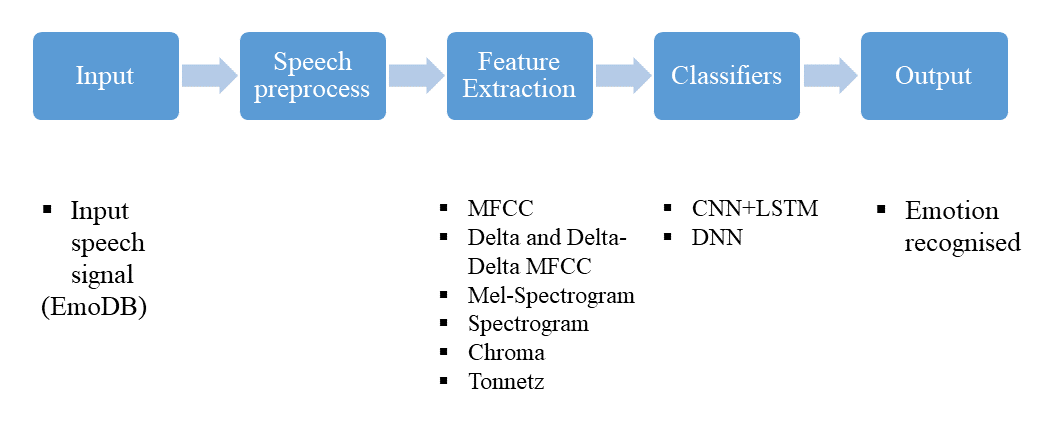 Input
Speech
preprocess
Feature
Extraction
Classifiers
Output
▪ Input
speech
signal
(EmoDB)
▪ MFCC
▪ Delta and Delta-
Delta MFCC
▪ Mel-Spectrogram
▪ Spectrogram
▪ Chroma
▪ Tonnetz
▪ CNN+LSTM
▪ DNN
▪ Emotion
recognised